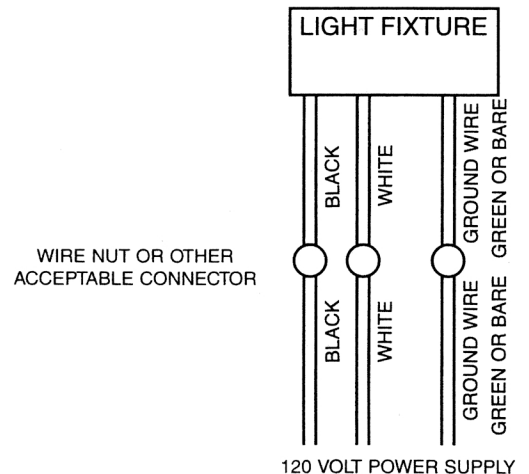 LIGHT FIXTURE
BLACK
WHITE
GROUND WIRE
GREEN OR BARE
WIRE NUT OR OTHER
ACCEPTABLE CONNECTOR
BLACK
WHITE
GROUND WIRE
GREEN OR BARE
120 VOLT POWER SUPPLY